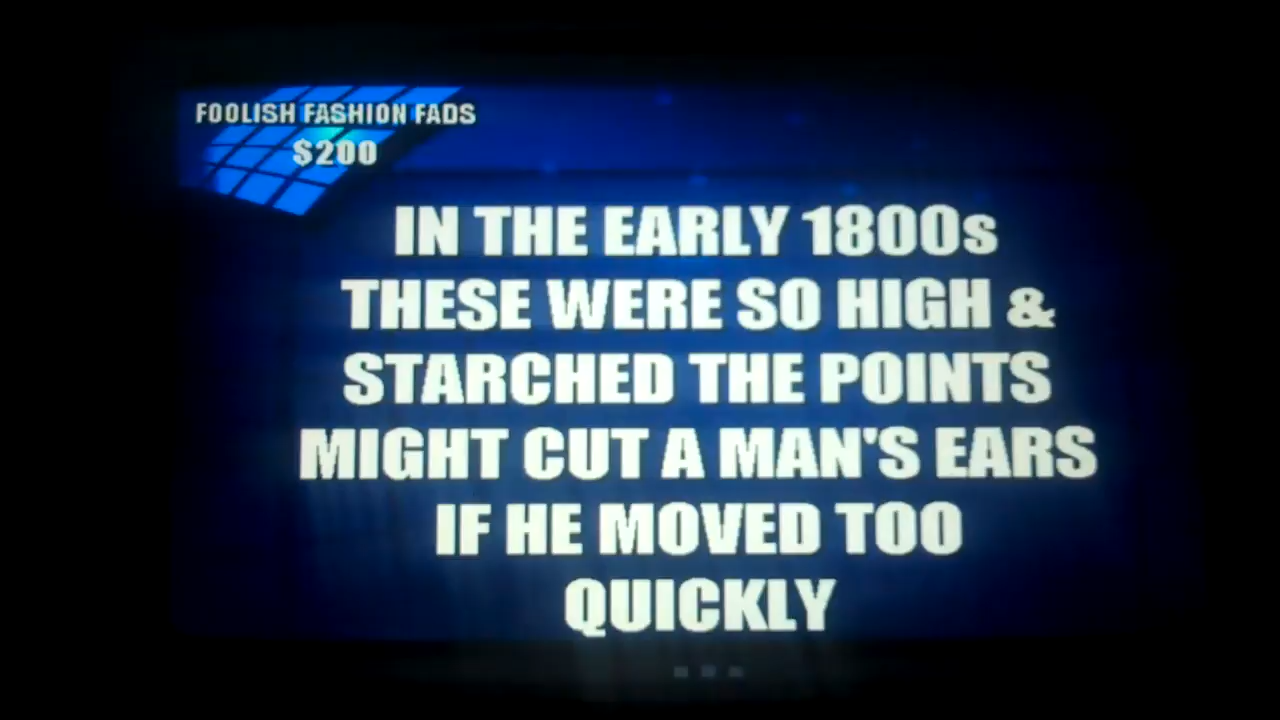 FOOLISH FASHION FADS
$200
IN THE EARLY 1800s
THESE WERE SO HIGH &
STARCHED THE POINTS
MIGHT CUT A MAN'S EARS
IF HE MOVED TOO
QUICKLY